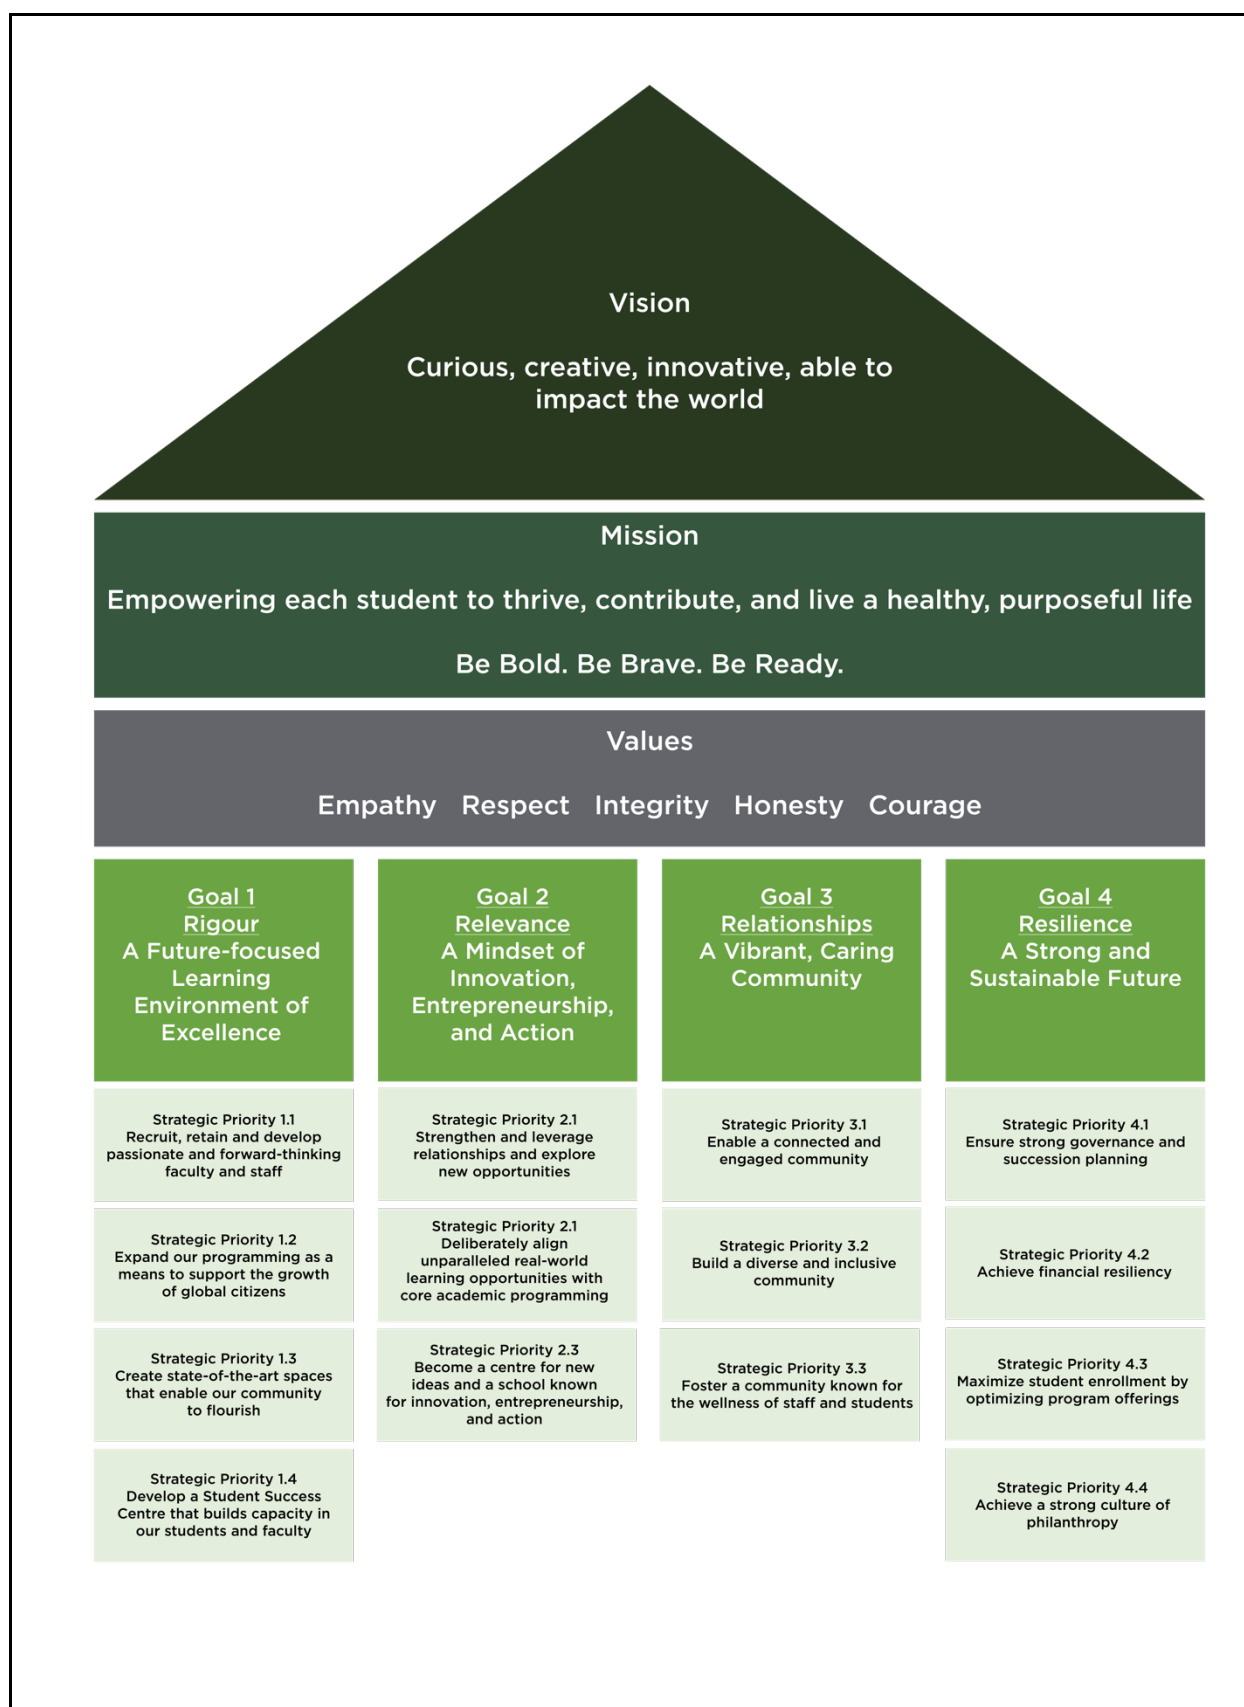 Vision
Curious, creative, innovative, able to
impact the world
Mission
Empowering each student to thrive, contribute, and live a healthy, purposeful life
Be Bold. Be Brave. Be Ready.
Values
Empathy Respect Integrity Honesty Courage
Goal 1
Rigour
A Future-focused
Learning
Environment of
Excellence
Strategic Priority 1.1
Recruit, retain and develop
passionate and forward-thinking
faculty and staff
Strategic Priority 1.2
Expand our programming as a
means to support the growth
of global citizens
Strategic Priority 1.3
Create state-of-the-art spaces
that enable our community
to flourish
Strategic Priority 1.4
Develop a Student Success
Centre that builds capacity in
our students and faculty
Goal 2
Relevance
A Mindset of
Innovation,
Entrepreneurship,
and Action
Strategic Priority 2.1
Strengthen and leverage
relationships and explore
new opportunities
Strategic Priority 2.1
Deliberately align
unparalleled real-world
learning opportunities with
core academic programming
Strategic Priority 2.3
Become a centre for new
ideas and a school known
for innovation, entrepreneurship,
and action
Goal 3
Relationships
A Vibrant, Caring
Community
Strategic Priority 3.1
Enable a connected and
engaged community
Strategic Priority 3.2
Build a diverse and inclusive
community
Strategic Priority 3.3
Foster a community known for
the wellness of staff and students
Goal 4
Resilience
A Strong and
Sustainable Future
Strategic Priority 4.1
Ensure strong governance and
succession planning
Strategic Priority 4.2
Achieve financial resiliency
Strategic Priority 4.3
Maximize student enrollment by
optimizing program offerings
Strategic Priority 4.4
Achieve a strong culture of
philanthropy